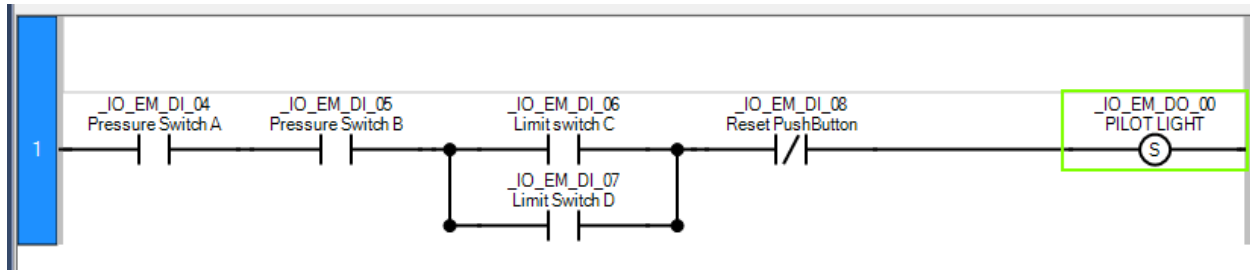 _IO_EM_DI_04
Pressure Switch A
_IO_EM_DI_05
Pressure Switch B
_IO_EM_DI_06
Limit switch C
_IO_EM_DI_08
Reset PushButton
_IO_EM_DO_00
PILOT LIGHT
1
S
_IO_EM_DI_07
Limit Switch D